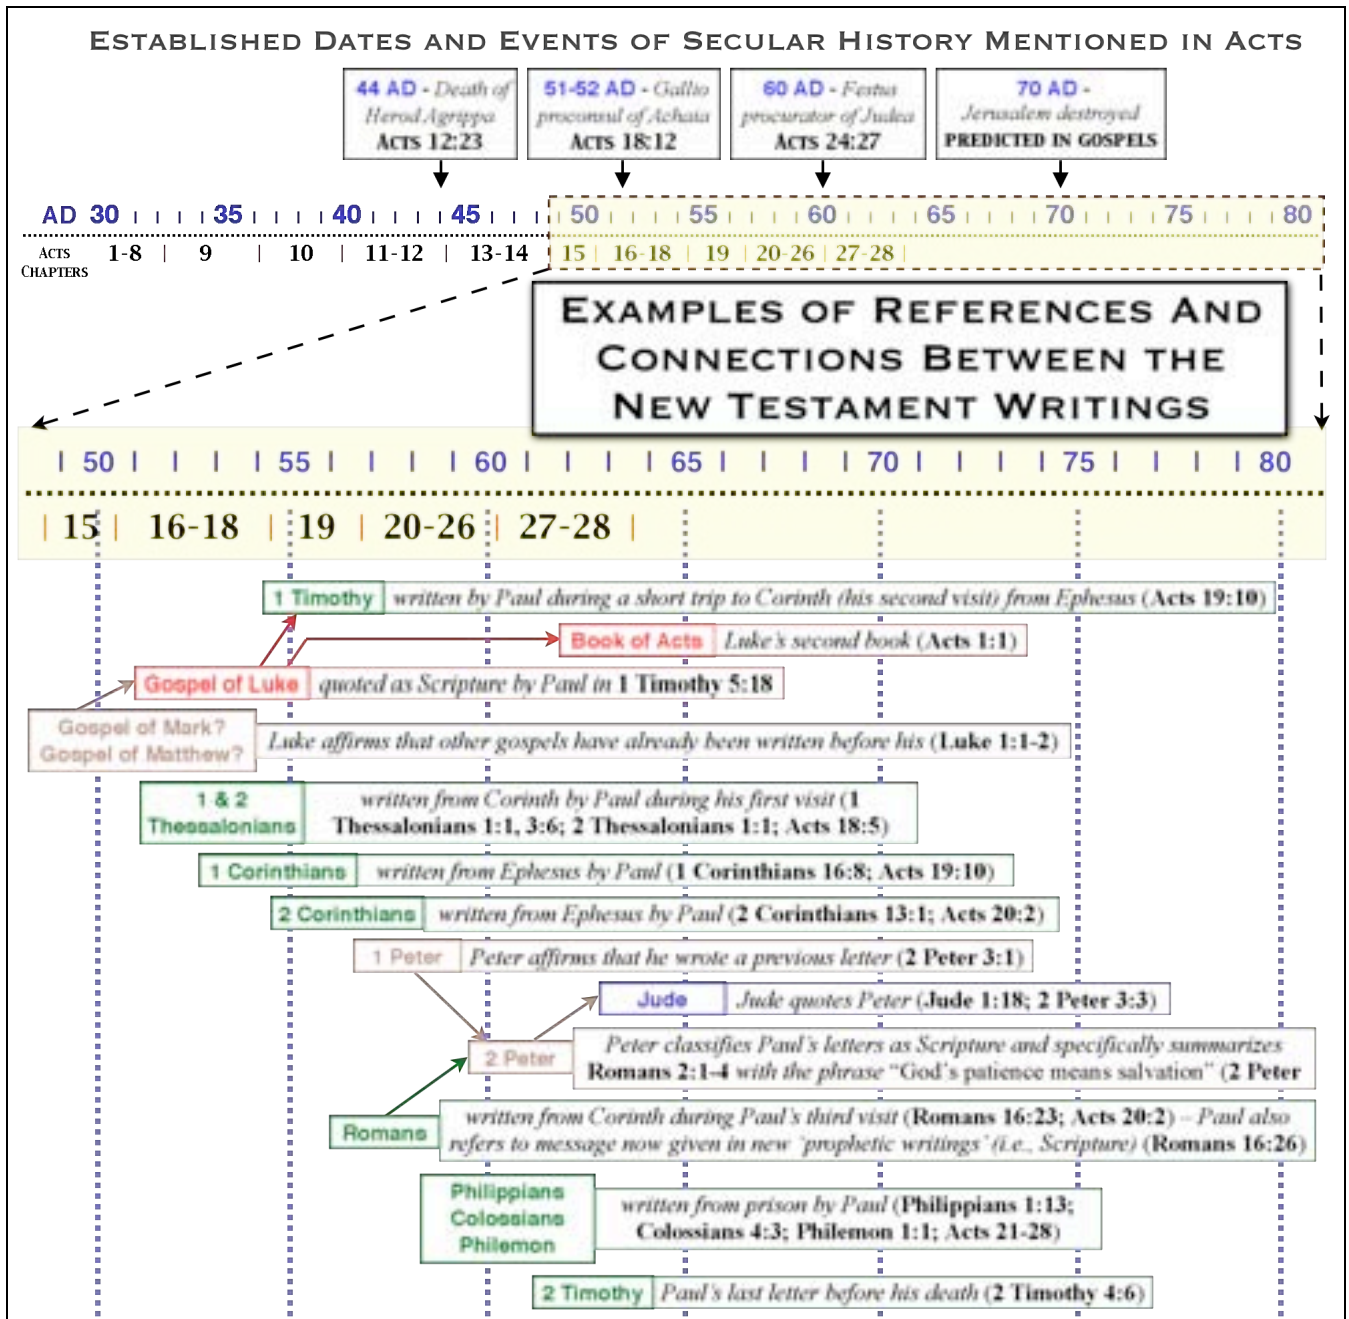 Established Dates and Events of Secular History Mentioned in Acts
44 AD - Death of
Herod Agrippa
Acts 12:23
51-52 AD - Gallio
proconsul of Achaia
Acts 18:12
60 AD - Festus
procurator of Judea
Acts 24:27
70 AD -
Jerusalem destroyed
PREDICTED IN GOSPELS
AD 30 35 40 45 50 55 60 65 70 75 80
Acts
Chapters
1-8 9 10 11-12 13-14 15 16-18 19 20-26 27-28
Examples of References And
Connections Between the
New Testament Writings
50 55 60 65 70 75 80
15 16-18 19 20-26 27-28
1 Timothy written by Paul during a short trip to Corinth (his second visit) from Ephesus (Acts 19:10)
Book of Acts Luke's second book (Acts 1:1)
Gospel of Luke quoted as Scripture by Paul in 1 Timothy 5:18
Gospel of Mark?
Gospel of Matthew?
Luke affirms that other gospels have already been written before his (Luke 1:1-2)
1 & 2
Thessalonians
written from Corinth by Paul during his first visit (1
Thessalonians 1:1, 3:6; 2 Thessalonians 1:1; Acts 18:5)
1 Corinthians written from Ephesus by Paul (1 Corinthians 16:8; Acts 19:10)
2 Corinthians written from Ephesus by Paul (2 Corinthians 13:1; Acts 20:2)
1 Peter Peter affirms that he wrote a previous letter (2 Peter 3:1)
Jude Jude quotes Peter (Jude 1:18; 2 Peter 3:3)
2 Peter
Peter classifies Paul's letters as Scripture and specifically summarizes
Romans 2:1-4 with the phrase "God's patience means salvation" (2 Peter
Romans
written from Corinth during Paul's third visit (Romans 16:23; Acts 20:2) – Paul also
refers to message now given in new 'prophetic writings' (i.e., Scripture) (Romans 16:26)
Philippians
Colossians
Philemon
written from prison by Paul (Philippians 1:13;
Colossians 4:3; Philemon 1:1; Acts 21-28)
2 Timothy Paul's last letter before his death (2 Timothy 4:6)